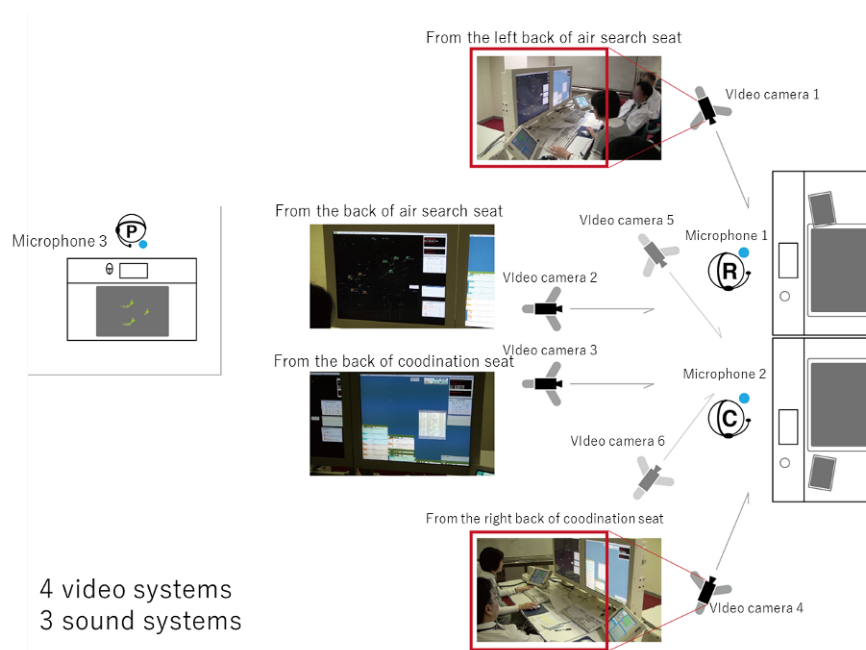 From the left back of air search seat
VIdeo camera 1
From the back of air search seat
VIdeo camera 5
Microphone 1
P
Microphone 3
R
VIdeo camera 2
From the back of coodination seat
VIdeo camera 3
Microphone 2
C
VIdeo camera 6
From the right back of coodination seat
4 video systems
3 sound systems
VIdeo camera 4